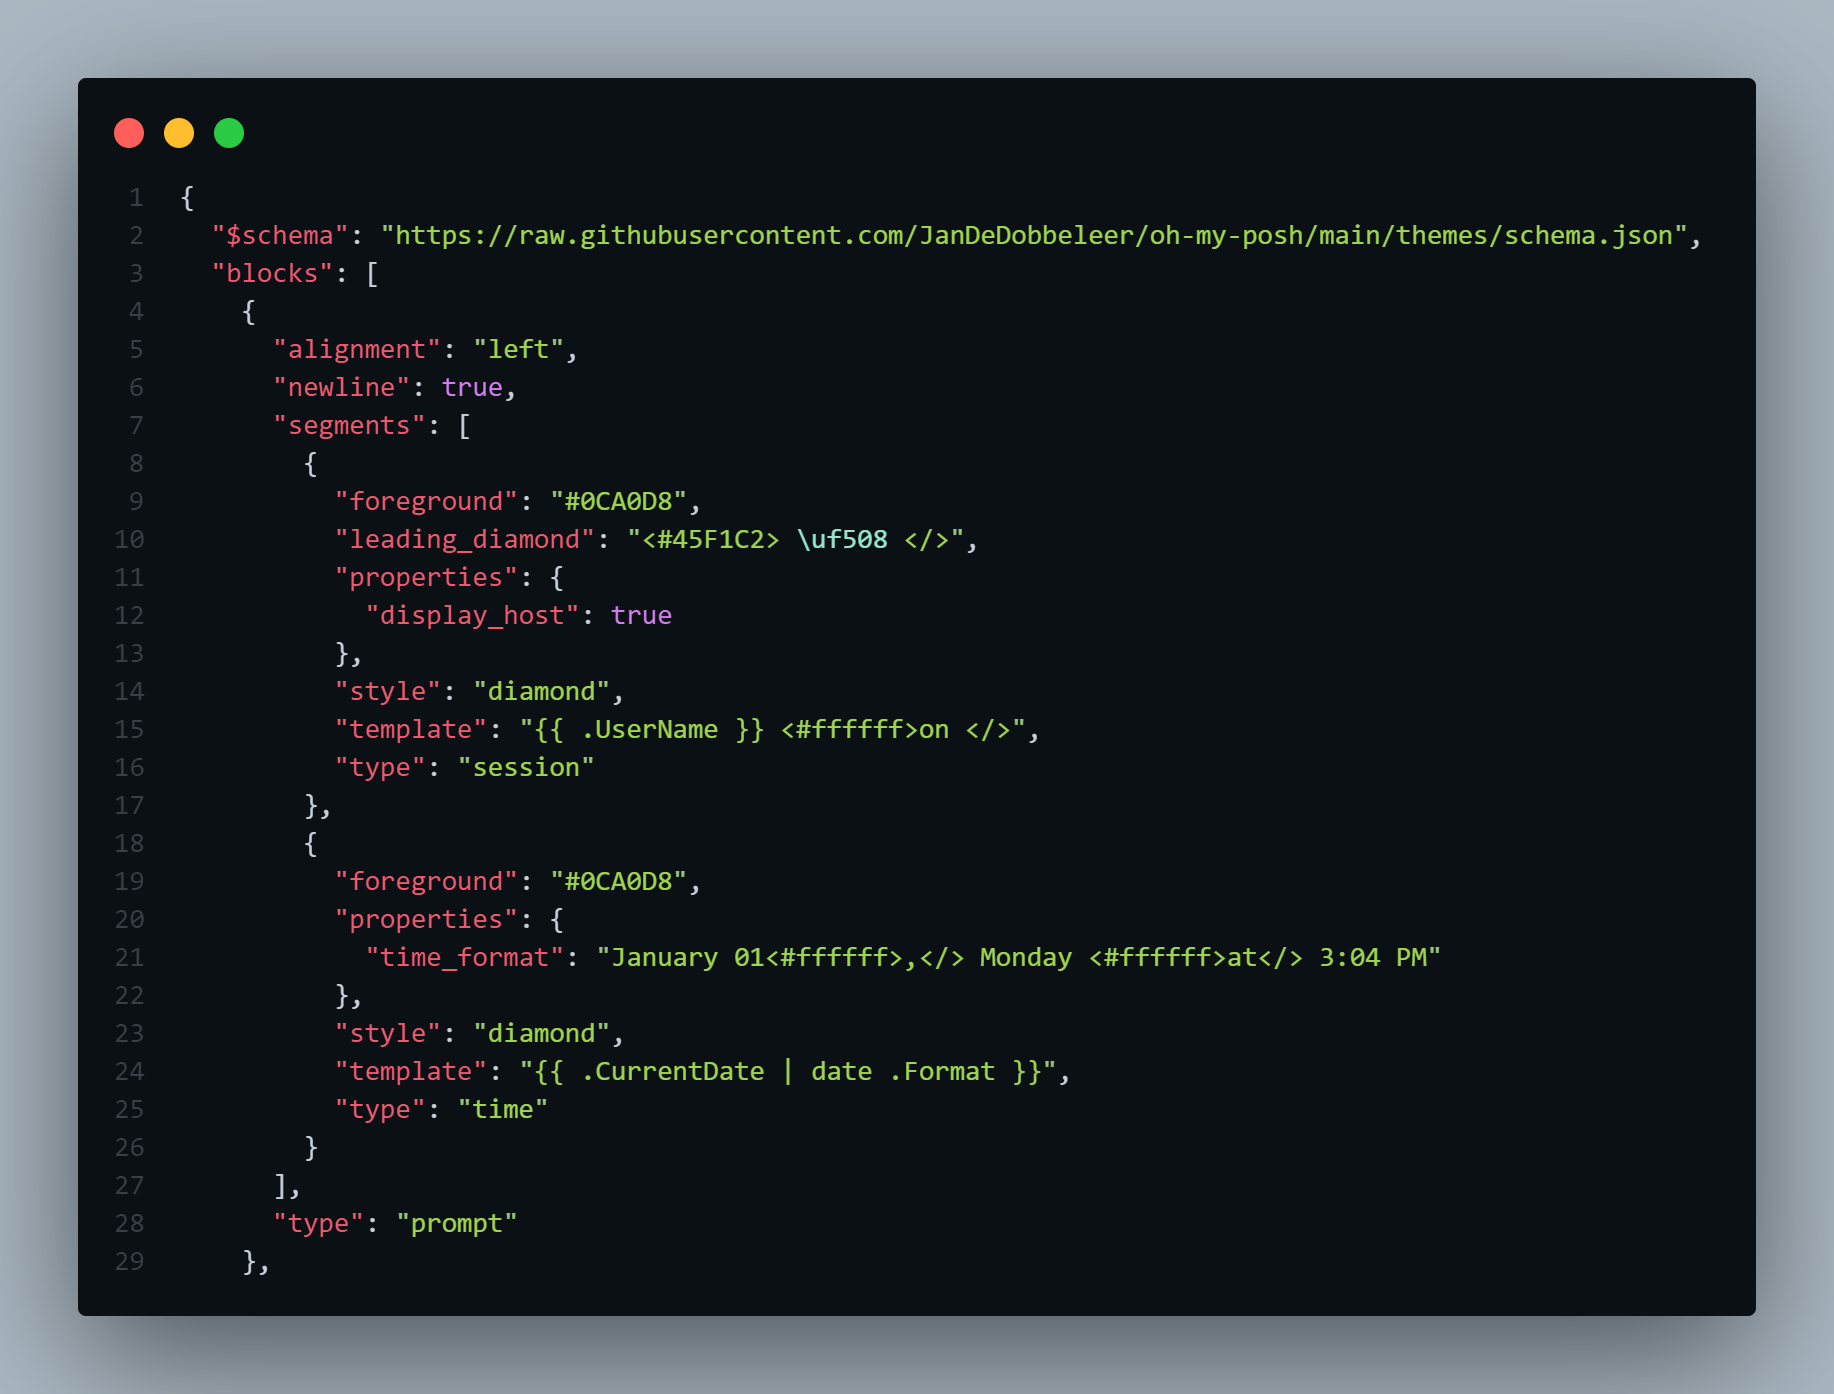 1 {
2   "$schema": "https://raw.githubusercontent.com/JanDeDobbeleer/oh-my-posh/main/themes/schema.json",
3   "blocks": [
4     {
5       "alignment": "left",
6       "newline": true,
7       "segments": [
8         {
9           "foreground": "#0CA0D8",
10           "leading_diamond": "<#45F1C2> \uf508 </>",
11           "properties": {
12             "display_host": true
13           },
14           "style": "diamond",
15           "template": "{{ .UserName }} <#ffffff>on </>",
16           "type": "session"
17         },
18         {
19           "foreground": "#0CA0D8",
20           "properties": {
21             "time_format": "January 01<#ffffff>,</> Monday <#ffffff>at</> 3:04 PM"
22           },
23           "style": "diamond",
24           "template": "{{ .CurrentDate | date .Format }}",
25           "type": "time"
26         }
27       ],
28       "type": "prompt"
29     },